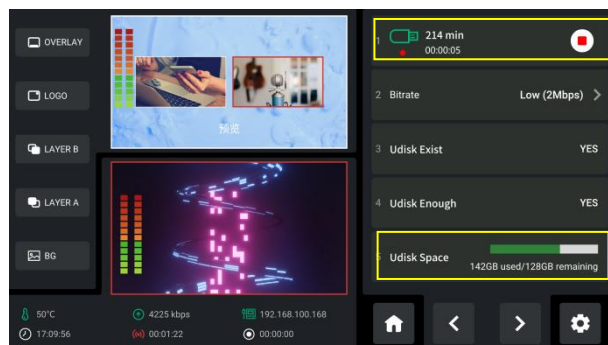 OVERLAY
LOGO
LAYER B
LAYER A
BG
预览
50°C
4225 kbps
192.168.100.168
17:09:56
00:01:22
00:00:00
1
214 min
00:00:05
2 Bitrate Low (2Mbps)
3 Udisk Exist YES
4 Udisk Enough YES
5 Udisk Space
142GB used/128GB remaining